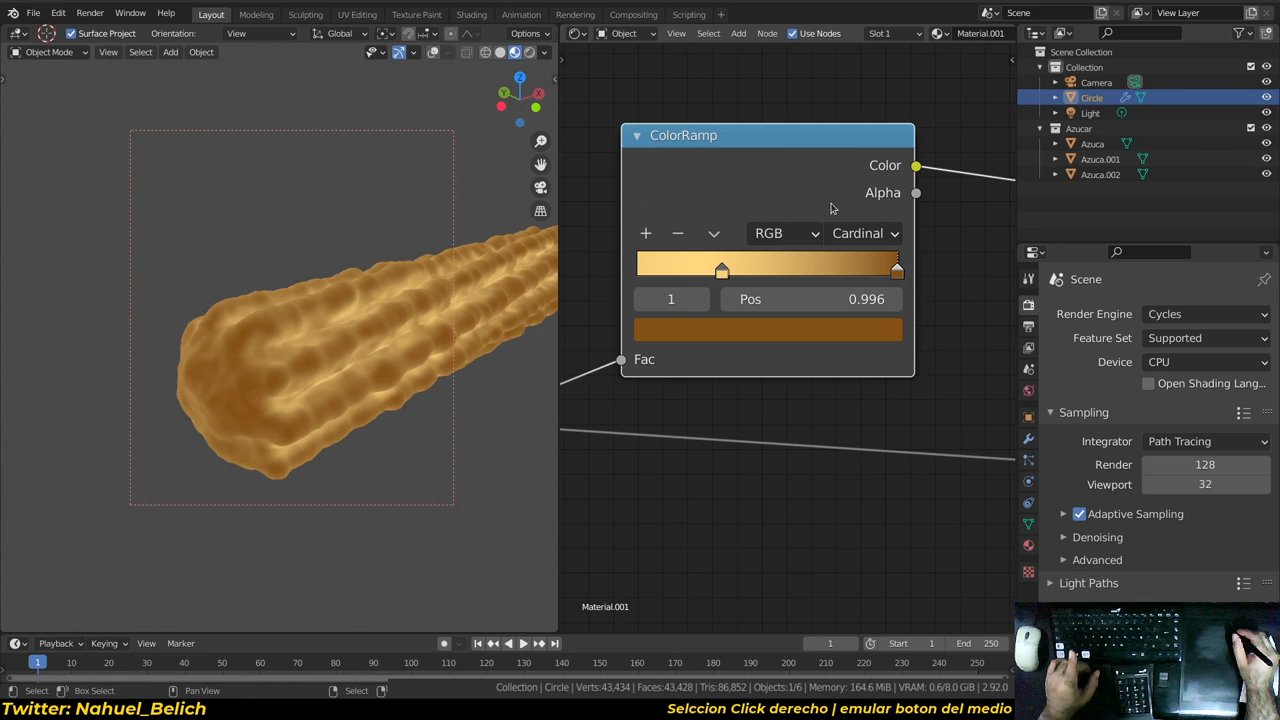 File Edit Render Window Help Layout Modeling Sculpting UV Editing Texture Paint Shading Animation Rendering Compositing Scripting Scene View Layer
Surface Project Orientation: View Global Options Object View Select Add Node Use Nodes Slot 1 Material.001
Object Mode View Select Add Object
Scene Collection
Collection
Camera
Circle
Light
Azucar
Azuca
Azuca.001
Azuca.002
Z
Y
ColorRamp
Color
Alpha
RGB Cardinal
1 Pos 0.996
Fac
Material.001
Scene
Render Engine Cycles
Feature Set Supported
Device CPU
Open Shading Lang...
Sampling
Integrator Path Tracing
Render 128
Viewport 32
Adaptive Sampling
Denoising
Advanced
Light Paths
Playback Keying View Marker 1 Start 1 End 250
1 10 20 30 40 50 60 70 80 90 100 110 120 130 140 150 160 170 180 190 200 210 220 230 240 250
Select Box Select Pan View Select Box Select Collection | Circle | Verts:43,434 | Faces:43,428 | Tris:86,852 | Objects:1/6 | Memory: 164.6 MiB | VRAM: 0.6/8.0 GiB | 2.92.0
Twitter: Nahuel_Belich Selccion Click derecho | emular boton del medio